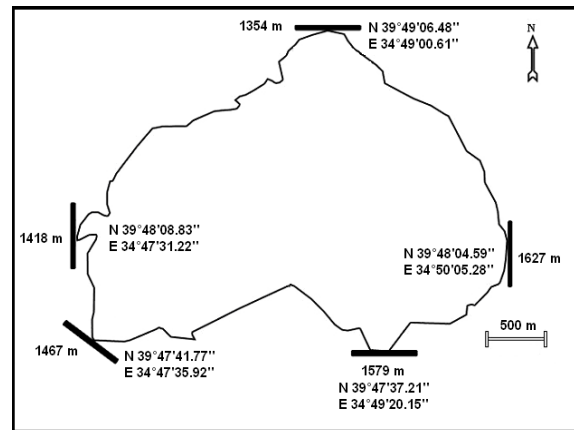 1354 m
N 39°49'06.48''
E 34°49'00.61''
N
1418 m
N 39°48'08.83''
E 34°47'31.22''
N 39°48'04.59''
E 34°50'05.28''
1627 m
500 m
1467 m
N 39°47'41.77''
E 34°47'35.92''
1579 m
N 39°47'37.21''
E 34°49'20.15''